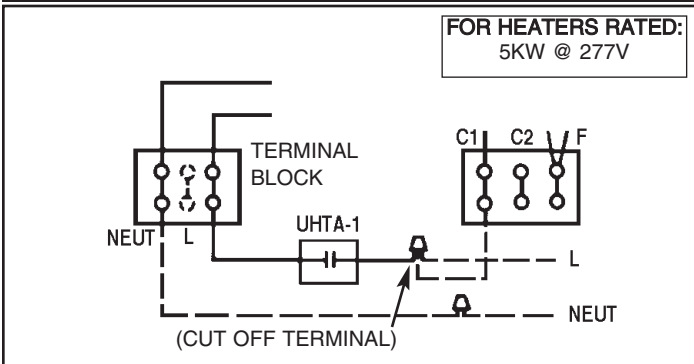 FOR HEATERS RATED:
5KW @ 277V
TERMINAL
BLOCK
C1
C2
F
NEUT
L
UHTA-1
L
NEUT
(CUT OFF TERMINAL)